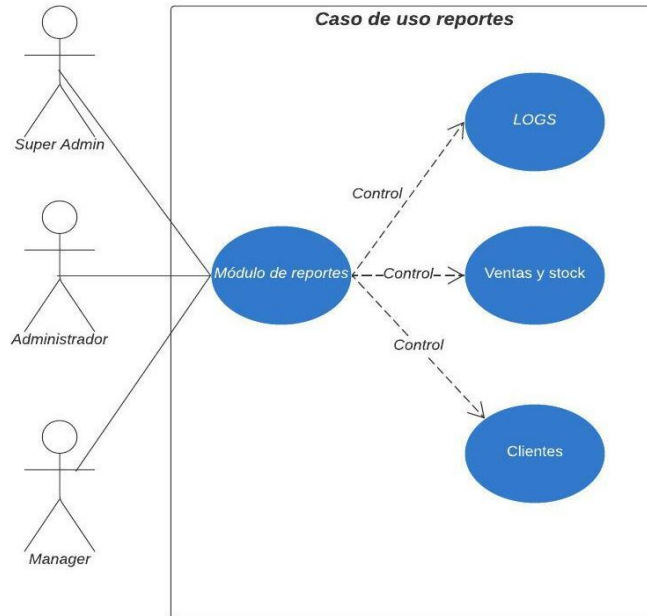 Caso de uso reportes
Super Admin
Administrador
Manager
Módulo de reportes
Control
Control
Control
LOGS
Ventas y stock
Clientes